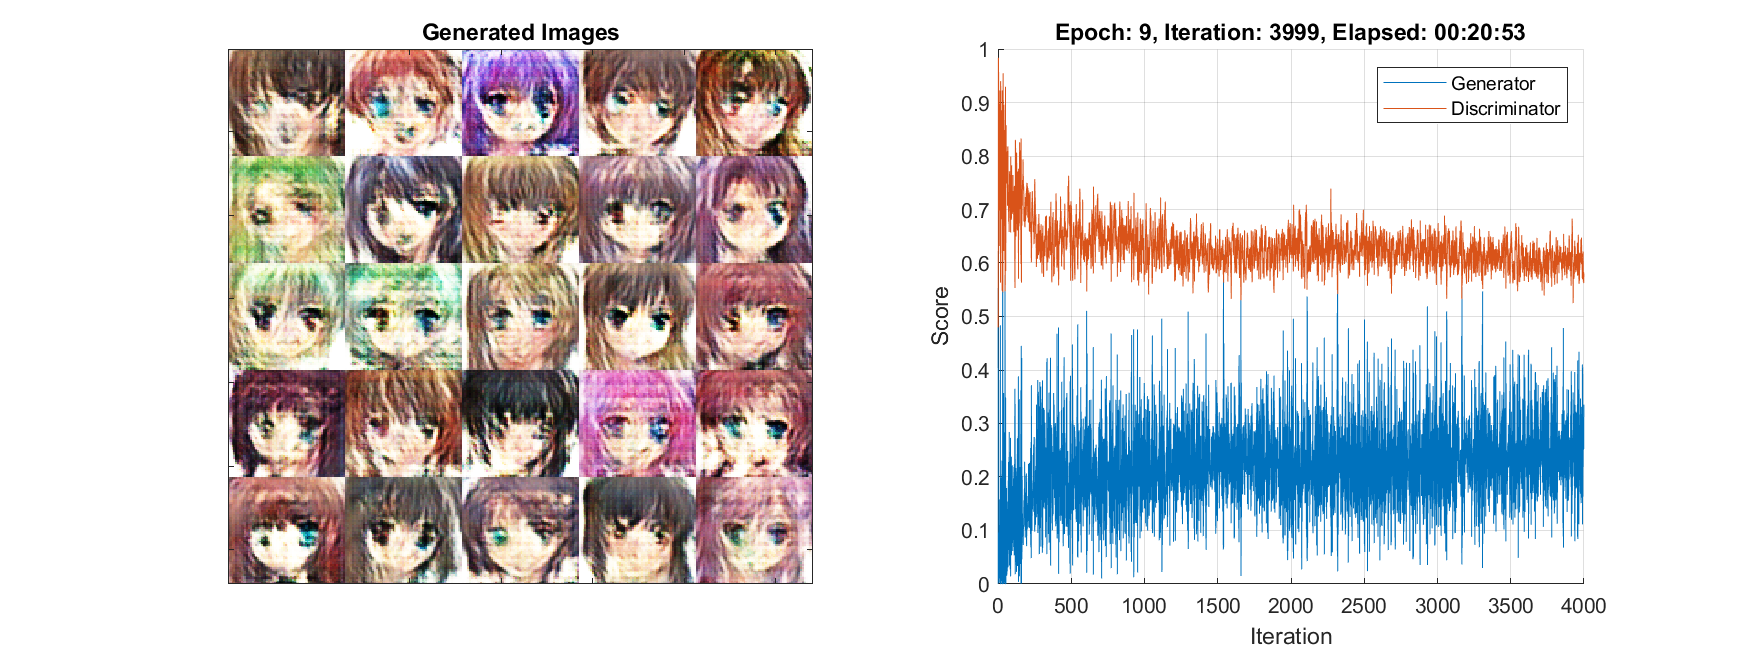 Generated Images
Epoch: 9, Iteration: 3999, Elapsed: 00:20:53
Generator
Discriminator
1
0.9
0.8
0.7
0.6
0.5
0.4
0.3
0.2
0.1
0
Score
0 500 1000 1500 2000 2500 3000 3500 4000
Iteration